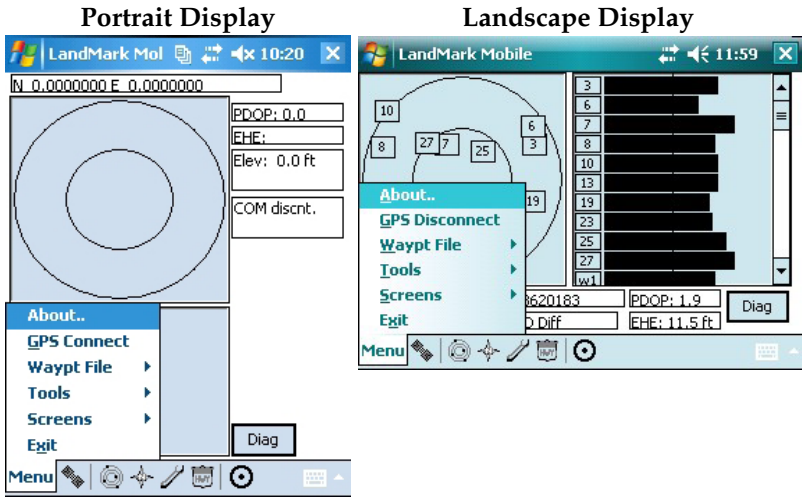 Portrait Display
LandMark Mol 10:20
N 0.0000000 E 0.0000000
PDOP: 0.0
EHE:
Elev: 0.0 ft
COM discnt.
About..
GPS Connect
Waypt File
Tools
Screens
Exit
Diag
Menu
HWY
Landscape Display
LandMark Mobile 11:59
10
8
27
7
25
6
3
19
3
6
7
8
10
13
19
23
25
27
w1
About..
GPS Disconnect
Waypt File
Tools
Screens
Exit
8620183
PDOP: 1.9
Diag
D Diff
EHE: 11.5 ft
Menu
HWY